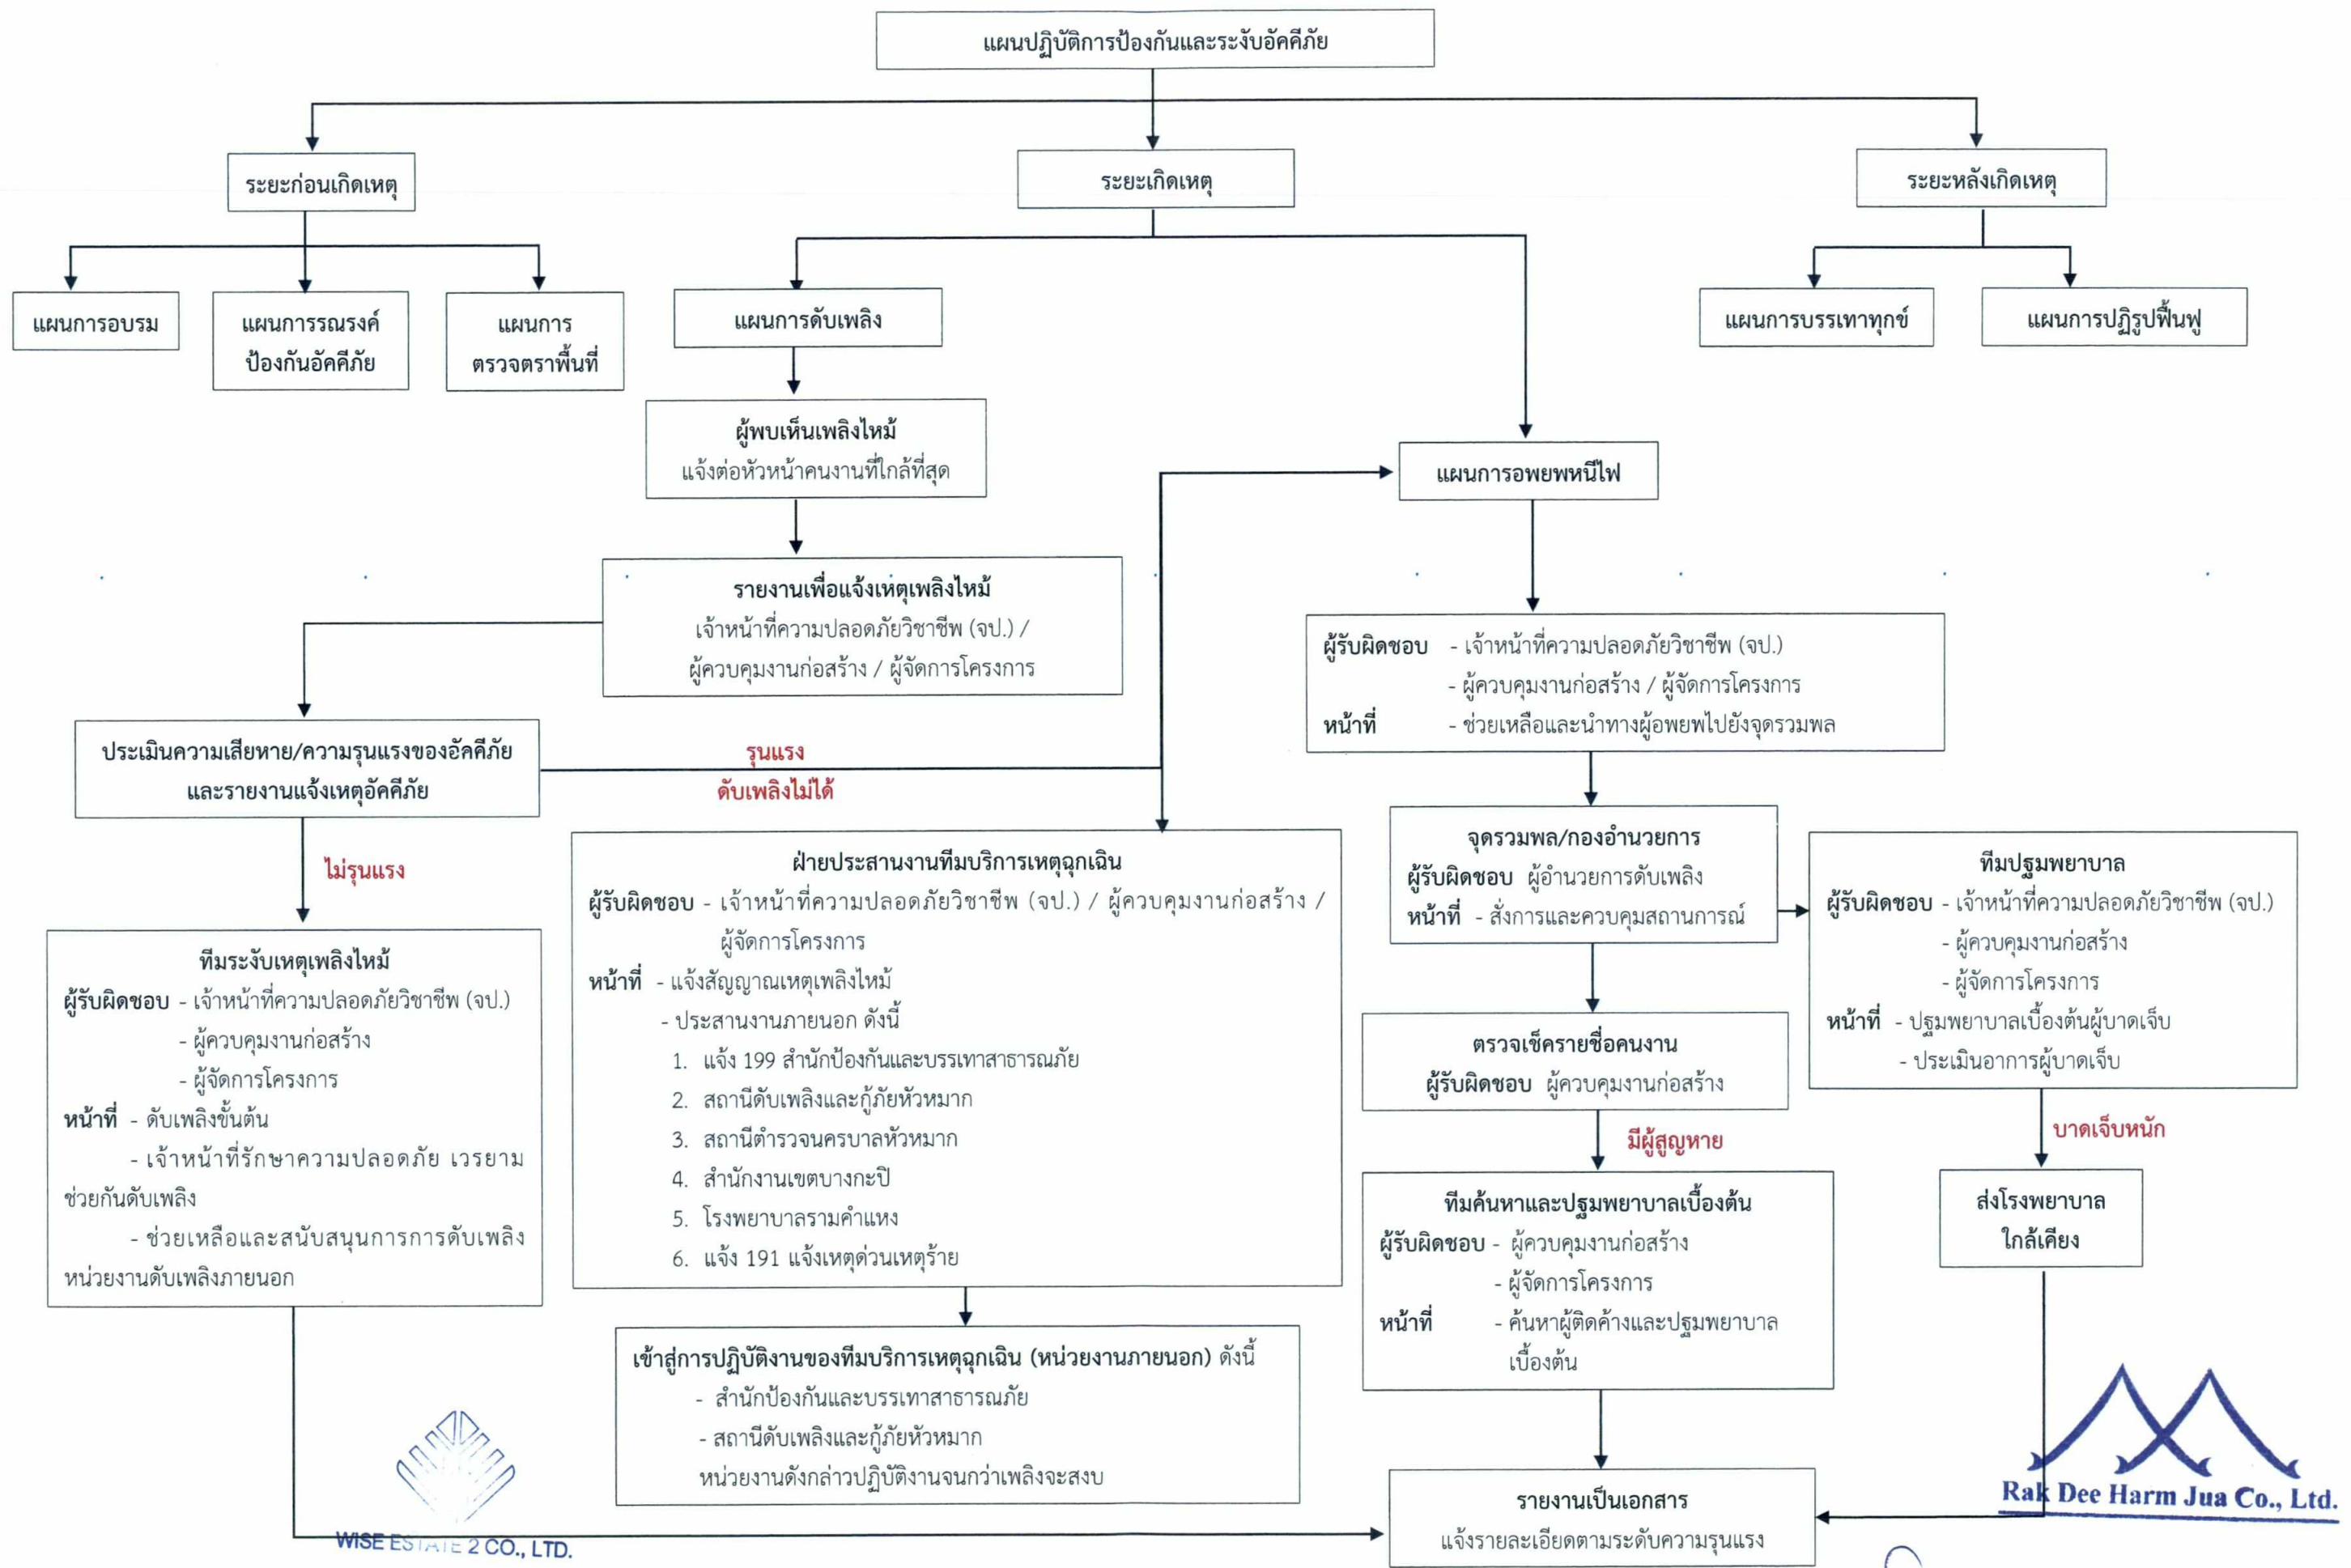 แผนปฏิบัติการป้องกันและระงับอัคคีภัย
ระยะก่อนเกิดเหตุ
ระยะเกิดเหตุ
ระยะหลังเกิดเหตุ
แผนการอบรม
แผนการรณรงค์
ป้องกันอัคคีภัย
แผนการ
ตรวจตราพื้นที่
แผนการดับเพลิง
แผนการบรรเทาทุกข์
แผนการปฏิรูปฟื้นฟู
ผู้พบเห็นเพลิงไหม้
แจ้งต่อหัวหน้าคนงานที่ใกล้ที่สุด
แผนการอพยพหนีไฟ
รายงานเพื่อแจ้งเหตุเพลิงไหม้
เจ้าหน้าที่ความปลอดภัยวิชาชีพ (จป.) /
ผู้ควบคุมงานก่อสร้าง / ผู้จัดการโครงการ
ผู้รับผิดชอบ - เจ้าหน้าที่ความปลอดภัยวิชาชีพ (จป.)
- ผู้ควบคุมงานก่อสร้าง / ผู้จัดการโครงการ
หน้าที่ - ช่วยเหลือและนำทางผู้อพยพไปยังจุดรวมพล
ประเมินความเสียหาย/ความรุนแรงของอัคคีภัย
และรายงานแจ้งเหตุอัคคีภัย
รุนแรง
ดับเพลิงไม่ได้
ไม่รุนแรง
ทีมระงับเหตุเพลิงไหม้
ผู้รับผิดชอบ - เจ้าหน้าที่ความปลอดภัยวิชาชีพ (จป.)
- ผู้ควบคุมงานก่อสร้าง
- ผู้จัดการโครงการ
หน้าที่ - ดับเพลิงขั้นต้น
- เจ้าหน้าที่รักษาความปลอดภัย เวรยาม
ช่วยกันดับเพลิง
- ช่วยเหลือและสนับสนุนการการดับเพลิง
หน่วยงานดับเพลิงภายนอก
ฝ่ายประสานงานทีมบริการเหตุฉุกเฉิน
ผู้รับผิดชอบ - เจ้าหน้าที่ความปลอดภัยวิชาชีพ (จป.) / ผู้ควบคุมงานก่อสร้าง /
ผู้จัดการโครงการ
หน้าที่ - แจ้งสัญญาณเหตุเพลิงไหม้
- ประสานงานภายนอก ดังนี้
1. แจ้ง 199 สำนักป้องกันและบรรเทาสาธารณภัย
2. สถานีดับเพลิงและกู้ภัยหัวหมาก
3. สถานีตำรวจนครบาลหัวหมาก
4. สำนักงานเขตบางกะปิ
5. โรงพยาบาลรามคำแหง
6. แจ้ง 191 แจ้งเหตุด่วนเหตุร้าย
เข้าสู่การปฏิบัติงานของทีมบริการเหตุฉุกเฉิน (หน่วยงานภายนอก) ดังนี้
- สำนักป้องกันและบรรเทาสาธารณภัย
- สถานีดับเพลิงและกู้ภัยหัวหมาก
หน่วยงานดังกล่าวปฏิบัติงานจนกว่าเพลิงจะสงบ
จุดรวมพล/กองอำนวยการ
ผู้รับผิดชอบ ผู้อำนวยการดับเพลิง
หน้าที่ - สั่งการและควบคุมสถานการณ์
ทีมปฐมพยาบาล
ผู้รับผิดชอบ - เจ้าหน้าที่ความปลอดภัยวิชาชีพ (จป.)
- ผู้ควบคุมงานก่อสร้าง
- ผู้จัดการโครงการ
หน้าที่ - ปฐมพยาบาลเบื้องต้นผู้บาดเจ็บ
- ประเมินอาการผู้บาดเจ็บ
ตรวจเช็ครายชื่อคนงาน
ผู้รับผิดชอบ ผู้ควบคุมงานก่อสร้าง
มีผู้สูญหาย
บาดเจ็บหนัก
ทีมค้นหาและปฐมพยาบาลเบื้องต้น
ผู้รับผิดชอบ - ผู้ควบคุมงานก่อสร้าง
- ผู้จัดการโครงการ
หน้าที่ - ค้นหาผู้ติดค้างและปฐมพยาบาล
เบื้องต้น
ส่งโรงพยาบาล
ใกล้เคียง
รายงานเป็นเอกสาร
แจ้งรายละเอียดตามระดับความรุนแรง
WISE ESTATE 2 CO., LTD.
Rak Dee Harm Jua Co., Ltd.